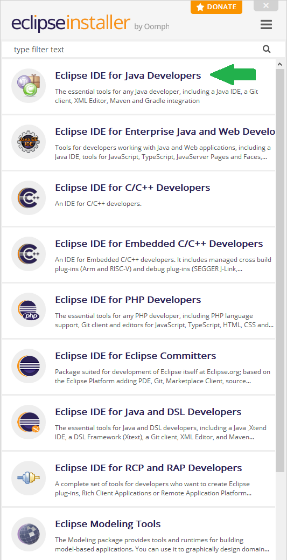 DONATE
eclipseinstaller by Oomph
type filter text
Eclipse IDE for Java Developers
The essential tools for any Java developer, including a Java IDE, a Git
client, XML Editor, Maven and Gradle integration
Eclipse IDE for Enterprise Java and Web Develo
Tools for developers working with Java and Web applications, including a
Java IDE, tools for JavaScript, TypeScript, JavaServer Pages and Faces,...
Eclipse IDE for C/C++ Developers
An IDE for C/C++ developers.
Eclipse IDE for Embedded C/C++ Developers
An IDE for Embedded C/C++ developers. It includes managed cross build
plug-ins (Arm and RISC-V) and debug plug-ins (SEGGER J-Link,...
Eclipse IDE for PHP Developers
The essential tools for any PHP developer, including PHP language
support, Git client and editors for JavaScript, TypeScript, HTML, CSS and...
php
Eclipse IDE for Eclipse Committers
Package suited for development of Eclipse itself at Eclipse.org; based on
the Eclipse Platform adding PDE, Git, Marketplace Client, source...
Eclipse IDE for Java and DSL Developers
The essential tools for Java and DSL developers, including a Java Xtend
IDE, a DSL Framework (Xtext), a Git client, XML Editor, and Maven...
Eclipse IDE for RCP and RAP Developers
A complete set of tools for developers who want to create Eclipse
plug-ins, Rich Client Applications or Remote Application Platform...
Eclipse Modeling Tools
The Modeling package provides tools and runtimes for building
model-based applications. You can use it to graphically design domain...